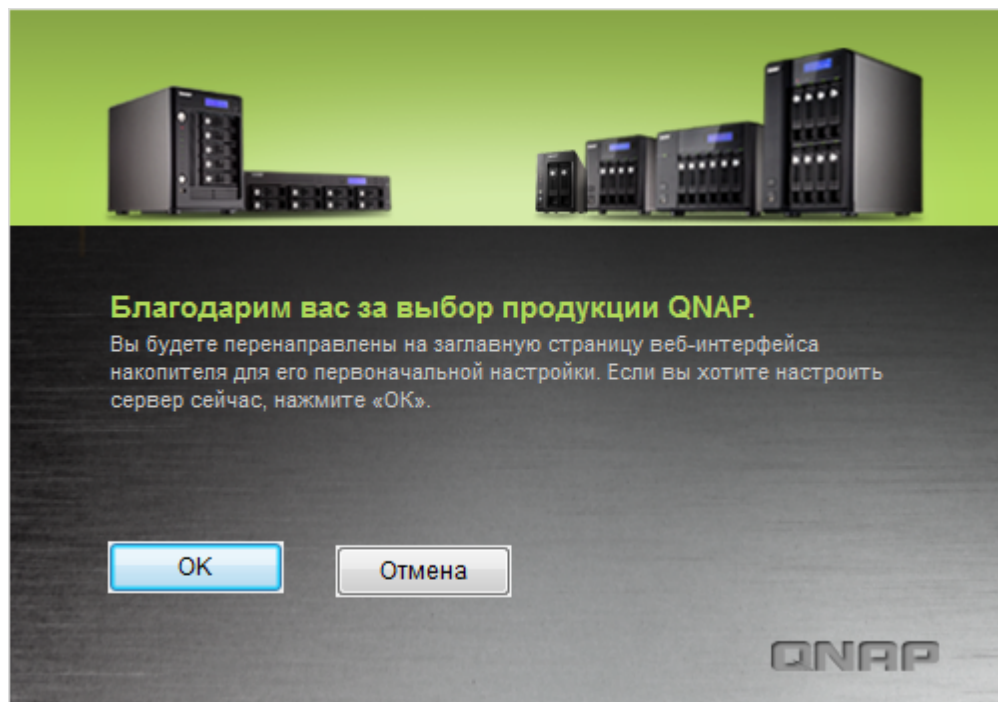 Благодарим вас за выбор продукции QNAP.
Вы будете перенаправлены на заглавную страницу веб-интерфейса
накопителя для его первоначальной настройки. Если вы хотите настроить
сервер сейчас, нажмите «ОК».
OK
Отмена
QNAP